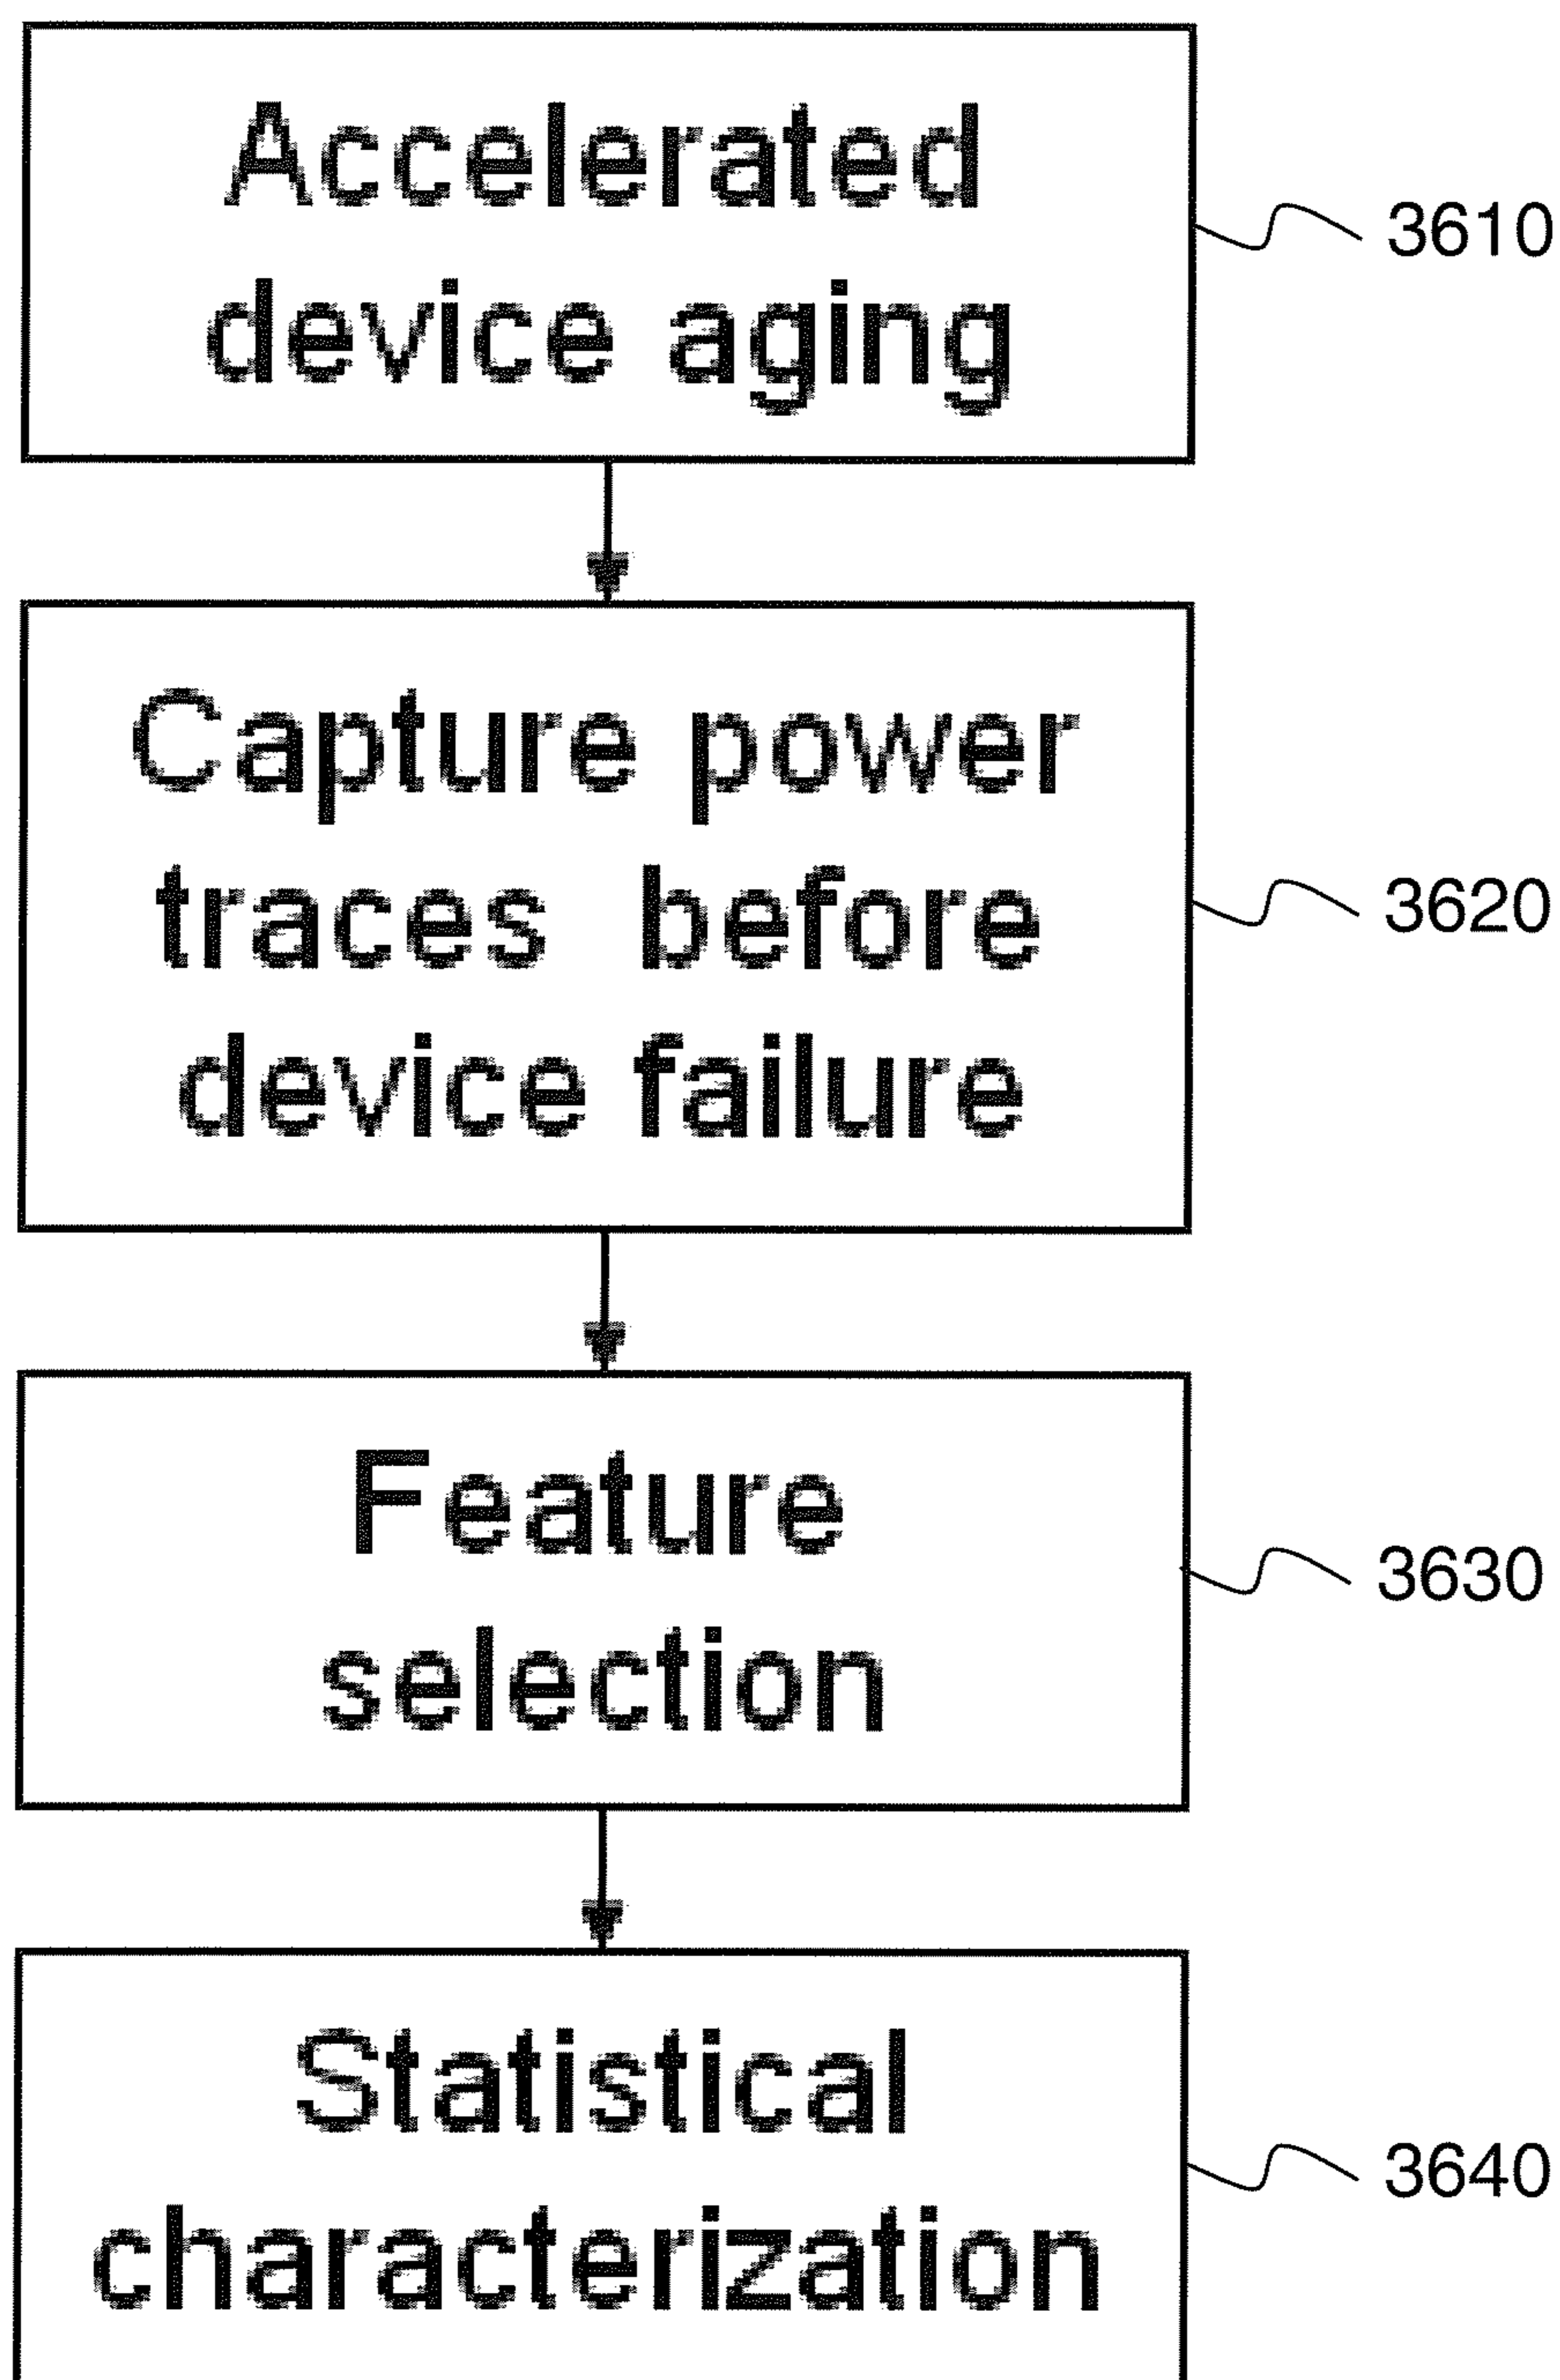 Accelerated
device aging
3610
Capture power
traces before
device failure
3620
Feature
selection
3630
Statistical
characterization
3640